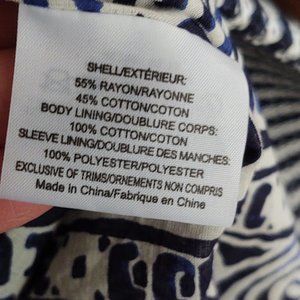 SHELL/EXTÉRIEUR:
55% RAYON/RAYONNE
45% COTTON/COTON
BODY LINING/DOUBLURE CORPS:
100% COTTON/COTON
SLEEVE LINING/DOUBLURE DES MANCHES:
100% POLYESTER/POLYESTER
EXCLUSIVE OF TRIMS/ORNEMENTS NON COMPRIS
Made in China/Fabriqué en Chine